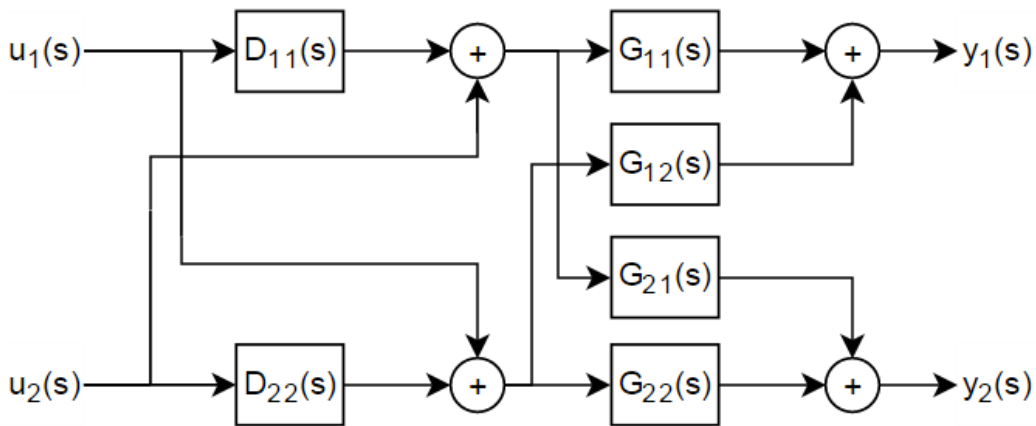 u1(s) D11(s) + G11(s) + y1(s)
G12(s)
G21(s)
u2(s) D22(s) + G22(s) + y2(s)